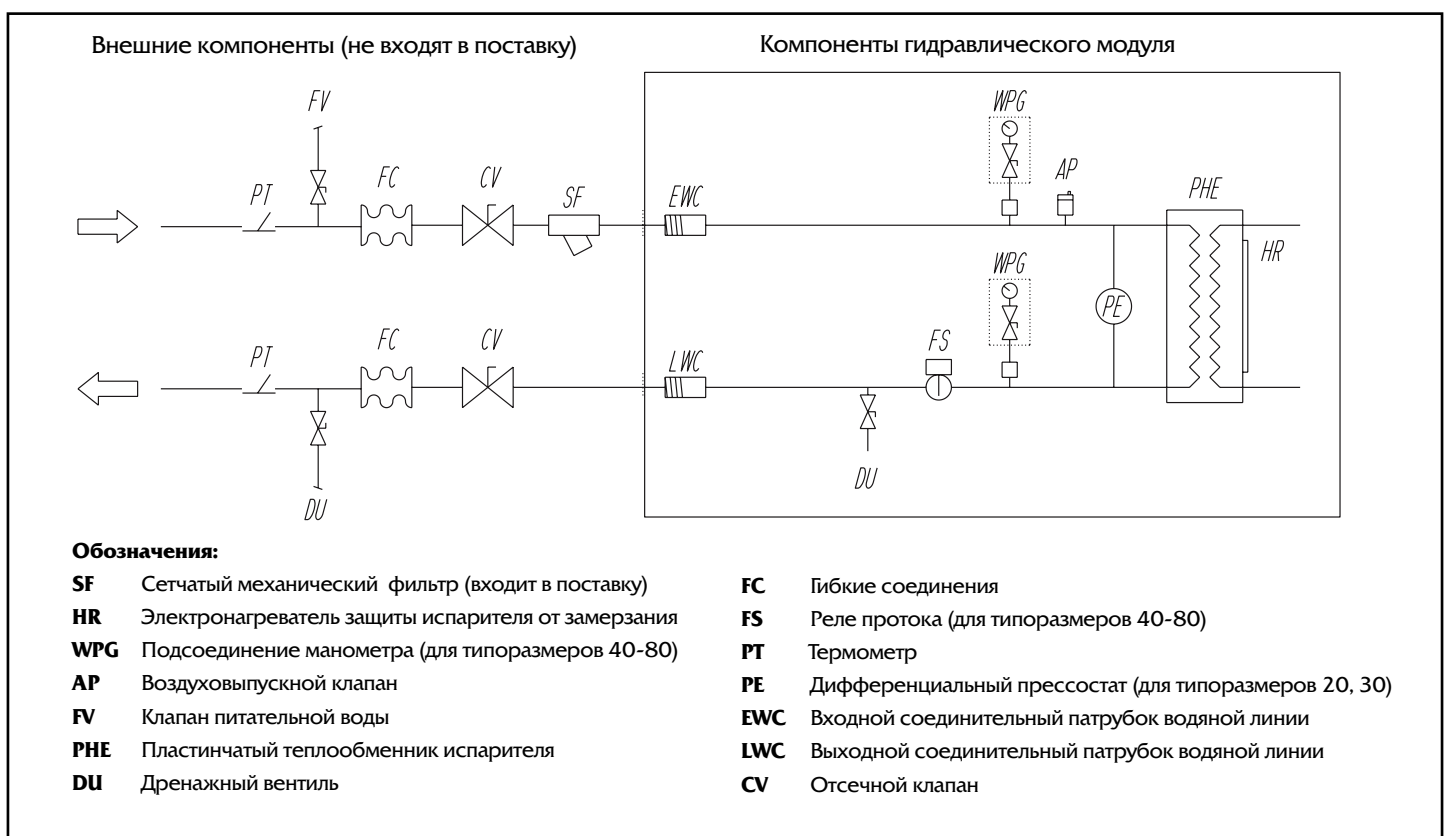 Внешние компоненты (не входят в поставку)
Компоненты гидравлического модуля
FV
WPG
PT
FC
CV
SF
EWC
AP
PHE
HR
WPG
PE
PT
FC
CV
LWC
FS
DU
DU
Обозначения:
SF Сетчатый механический фильтр (входит в поставку)
HR Электронагреватель защиты испарителя от замерзания
WPG Подсоединение манометра (для типоразмеров 40-80)
AP Воздуховыпускной клапан
FV Клапан питательной воды
PHE Пластинчатый теплообменник испарителя
DU Дренажный вентиль
FC Гибкие соединения
FS Реле протока (для типоразмеров 40-80)
PT Термометр
PE Дифференциальный прессостат (для типоразмеров 20, 30)
EWC Входной соединительный патрубок водяной линии
LWC Выходной соединительный патрубок водяной линии
CV Отсечной клапан